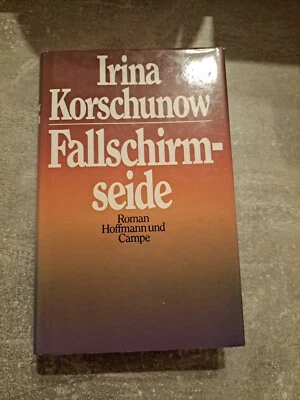 Irina
Korschunow
Fallschirm-
seide
Roman
Hoffmann und
Campe